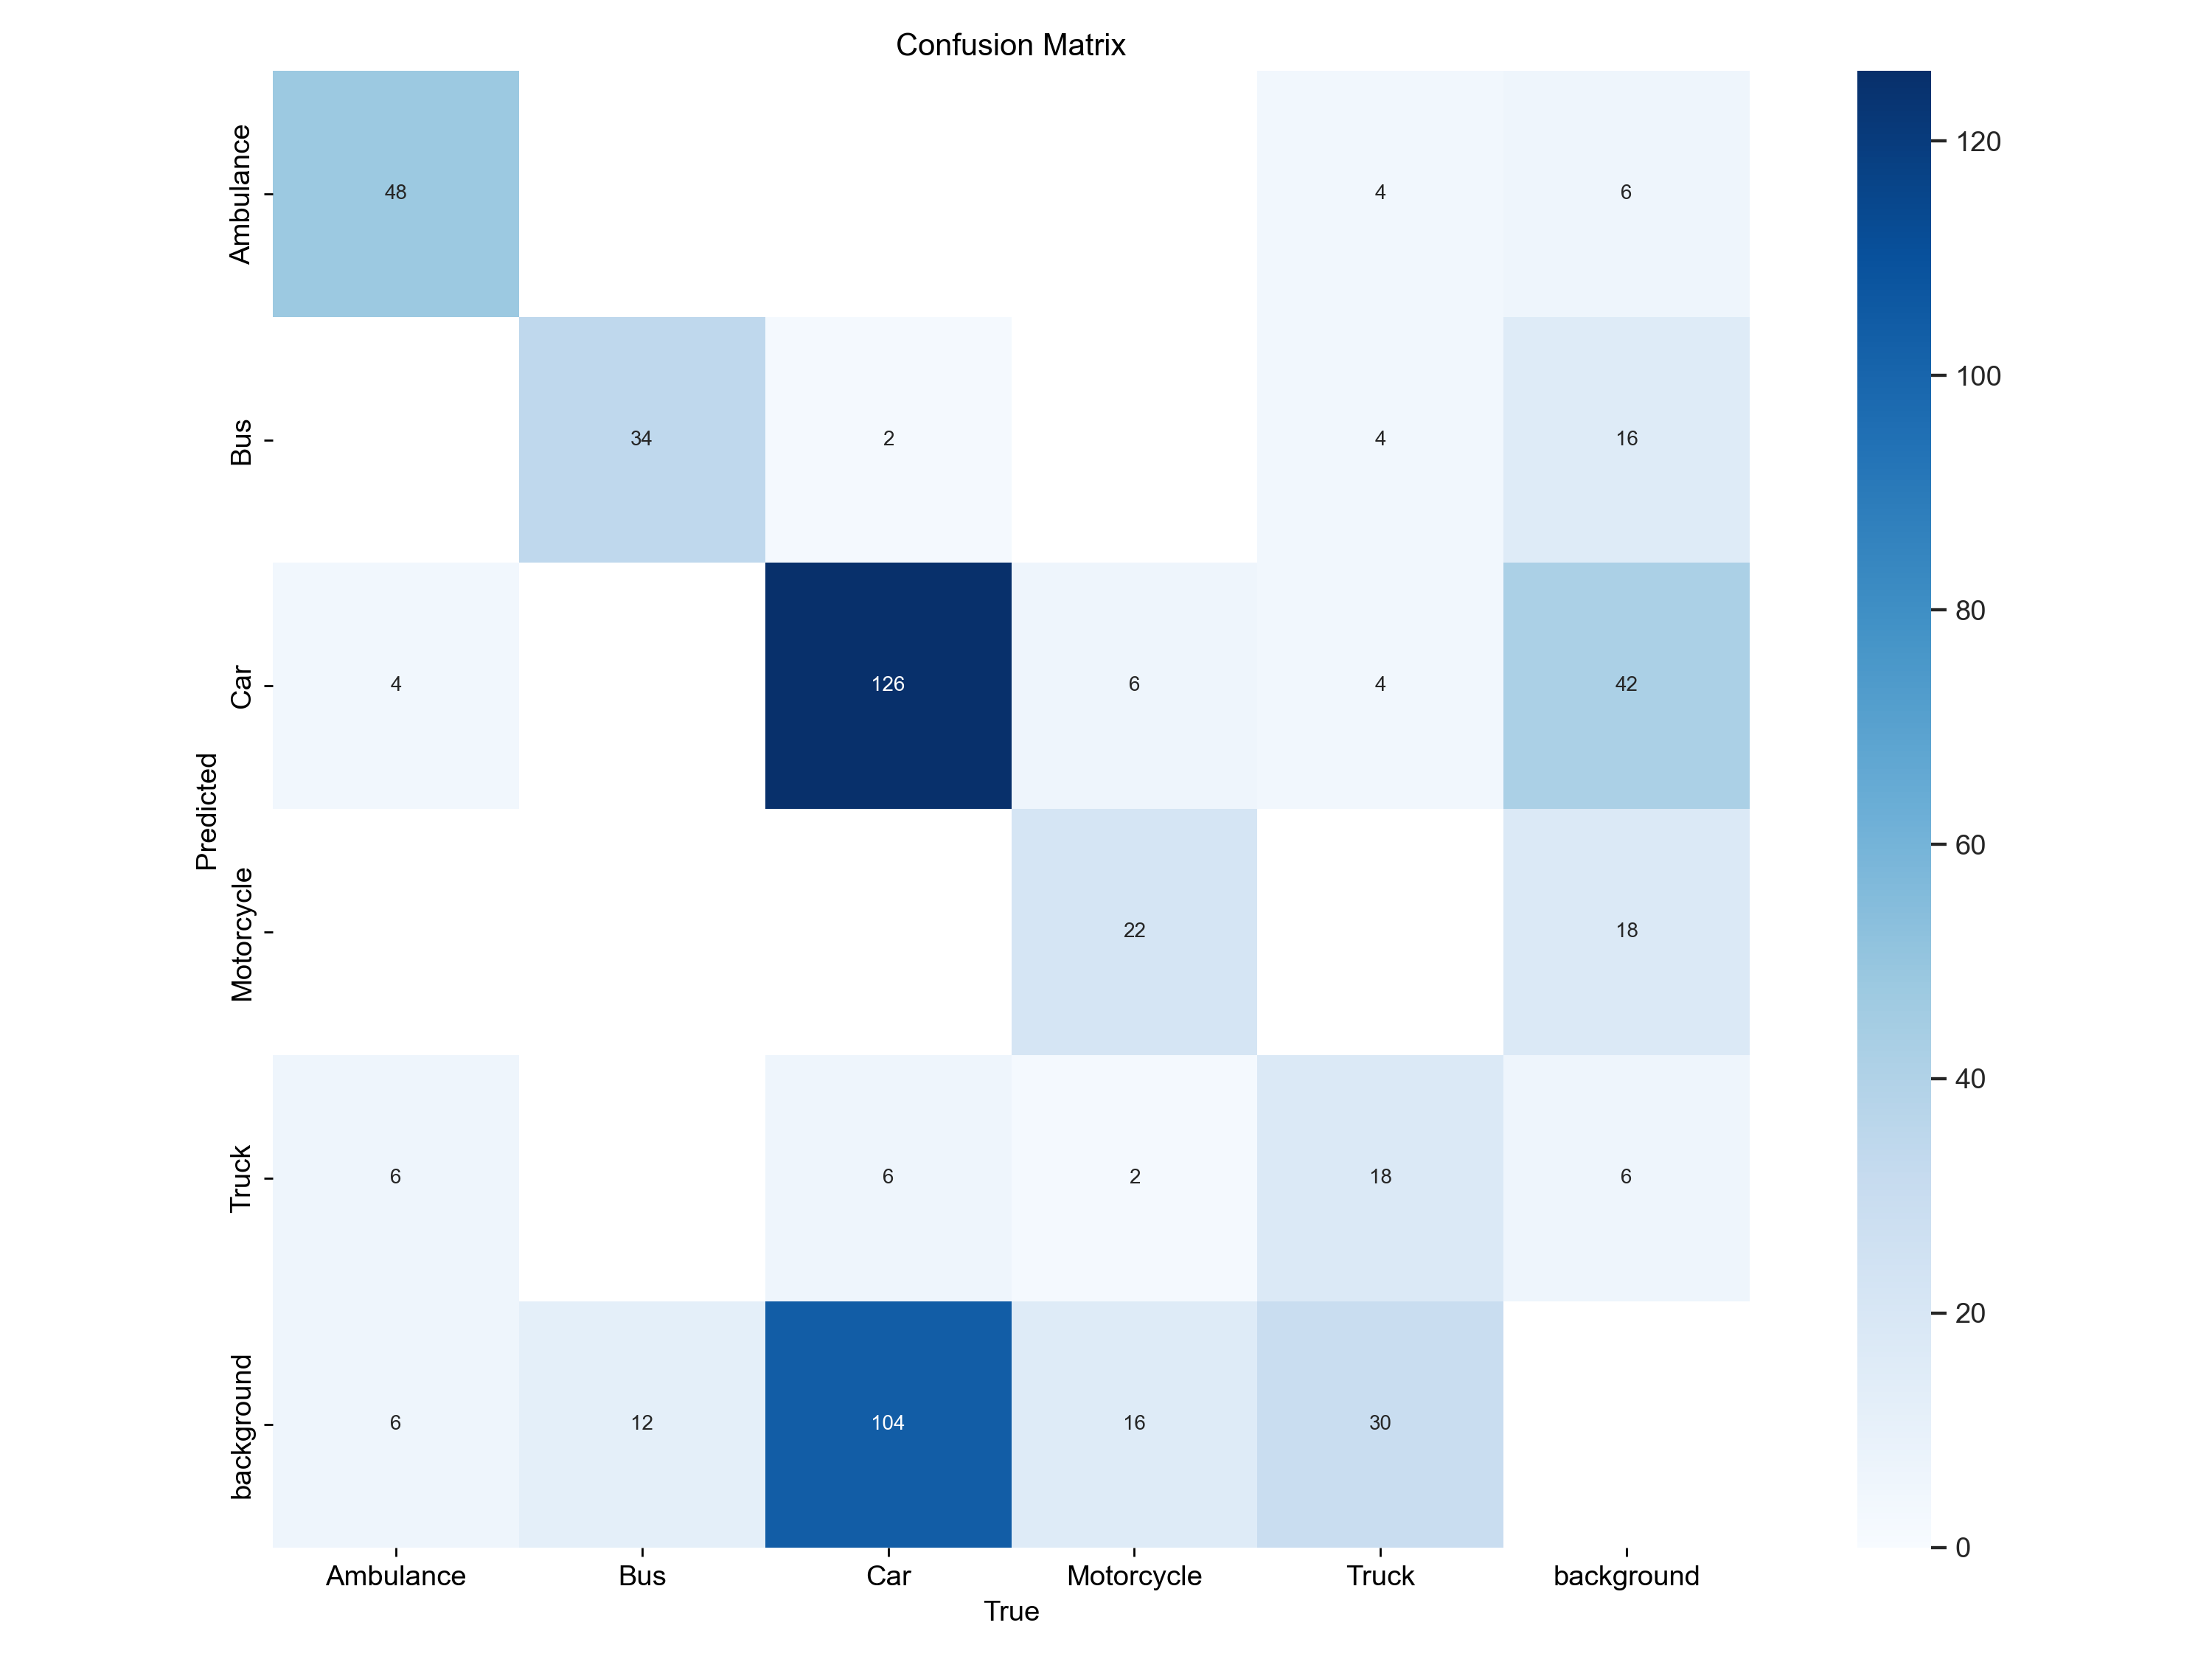 Confusion Matrix
Ambulance
48
4
6
120
Bus
34
2
4
16
100
Car
4
126
6
4
42
80
Predicted
Motorcycle
22
18
60
Truck
6
6
2
18
6
40
background
6
12
104
16
30
20
0
Ambulance
Bus
Car
Motorcycle
Truck
background
True